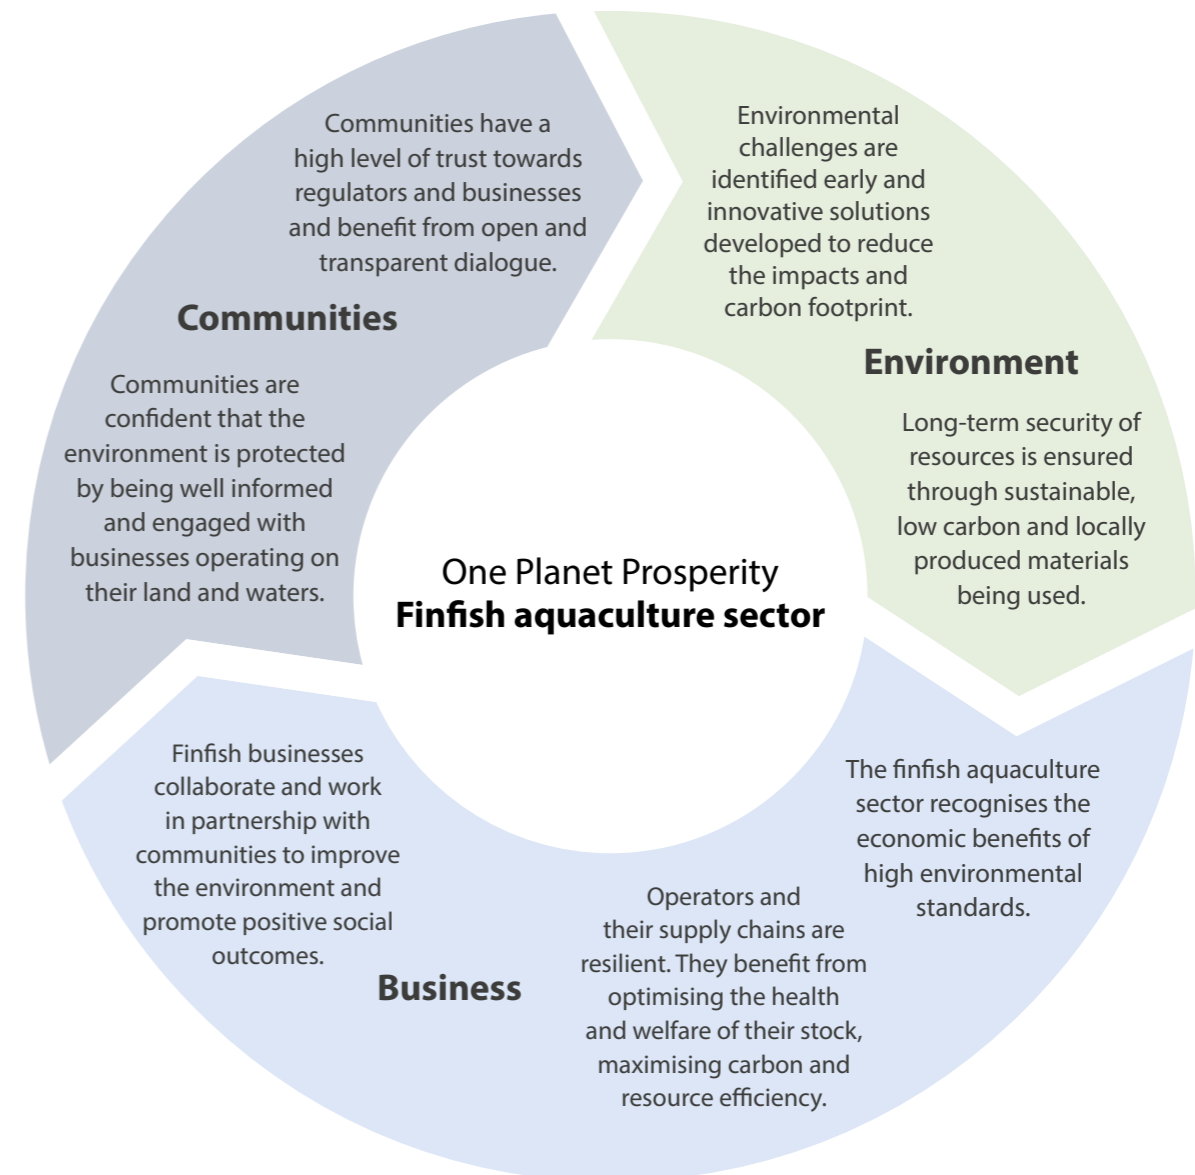 Communities have a
high level of trust towards
regulators and businesses
and benefit from open and
transparent dialogue.
Communities
Communities are
confident that the
environment is protected
by being well informed
and engaged with
businesses operating on
their land and waters.
Environmental
challenges are
identified early and
innovative solutions
developed to reduce
the impacts and
carbon footprint.
Environment
Long-term security of
resources is ensured
through sustainable,
low carbon and locally
produced materials
being used.
One Planet Prosperity
Finfish aquaculture sector
Finfish businesses
collaborate and work
in partnership with
communities to improve
the environment and
promote positive social
outcomes.
Business
Operators and
their supply chains are
resilient. They benefit from
optimising the health
and welfare of their stock,
maximising carbon and
resource efficiency.
The finfish aquaculture
sector recognises the
economic benefits of
high environmental
standards.